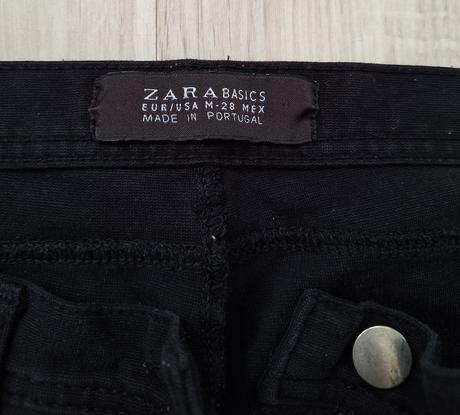 ZARA BASICS
EUR/USA M-28 MEX
MADE IN PORTUGAL